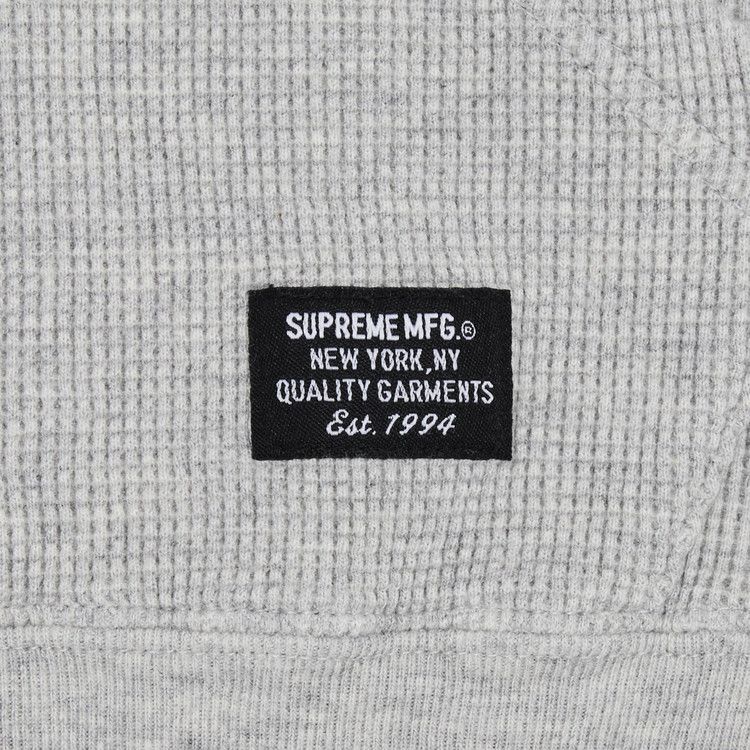 SUPREME MFG.®
NEW YORK, NY
QUALITY GARMENTS
Est. 1994